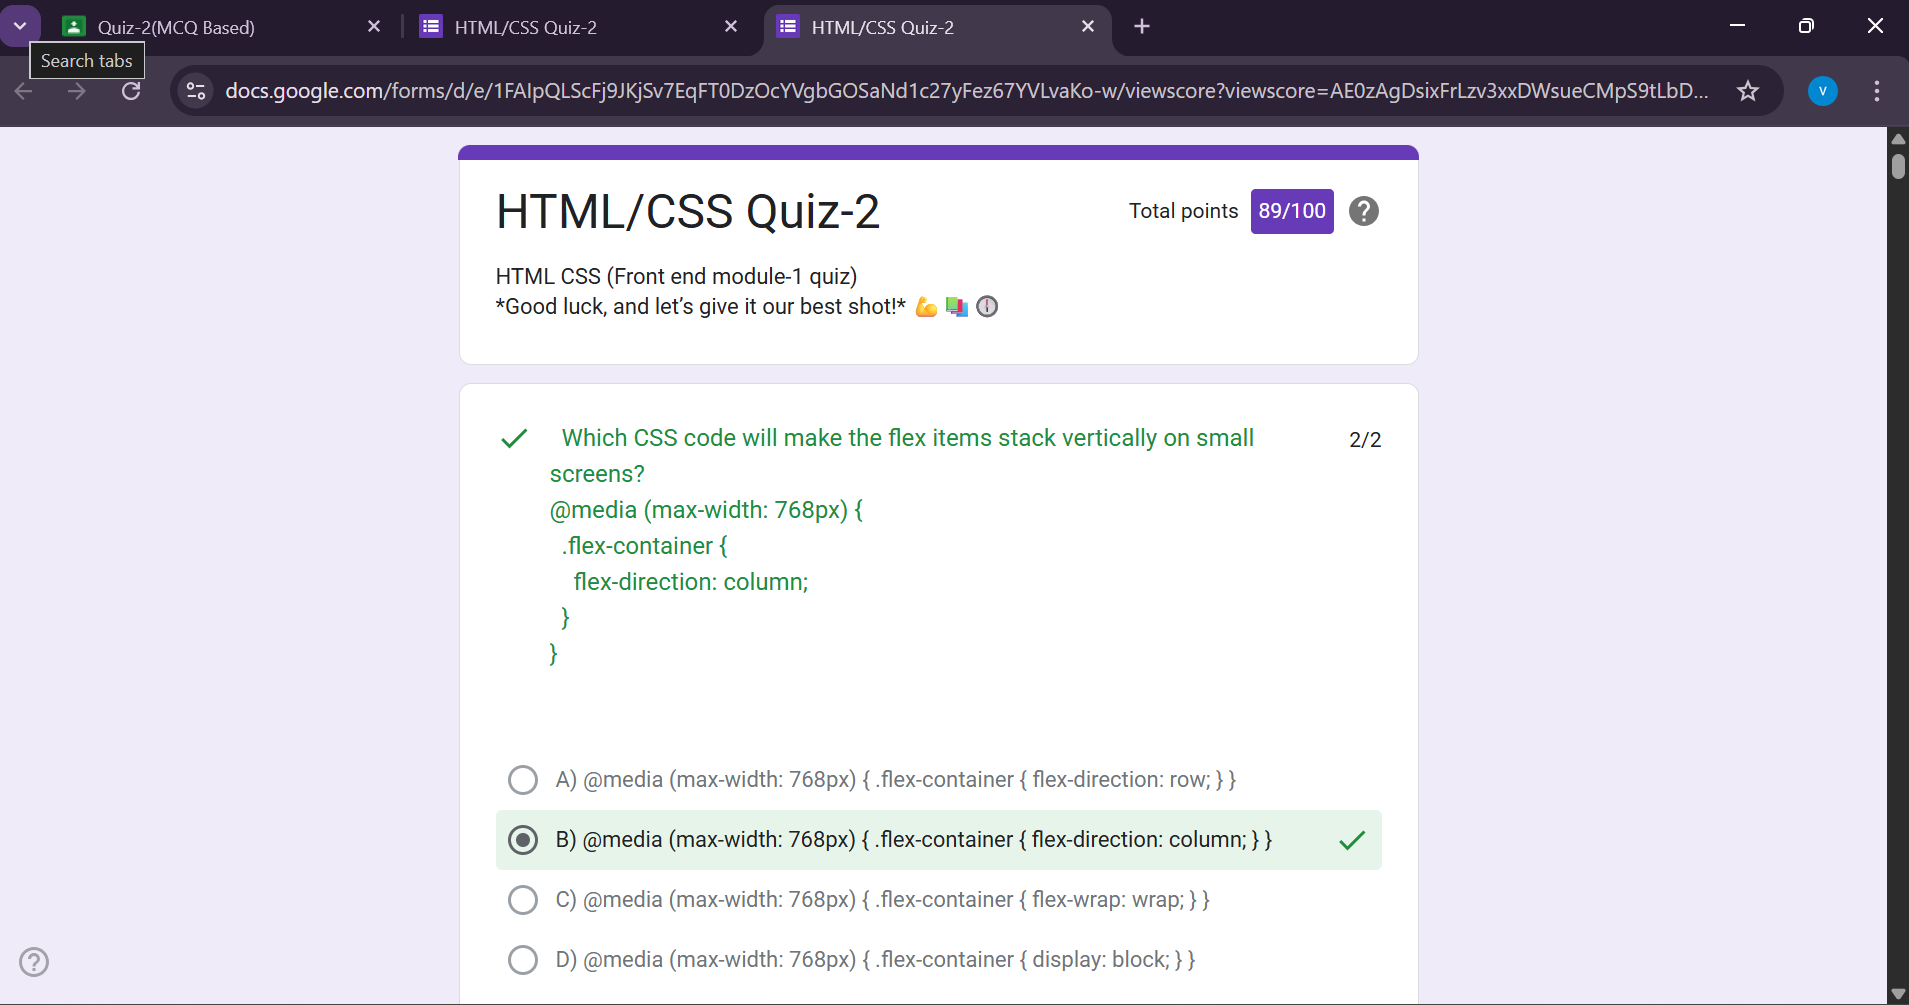 Quiz-2(MCQ Based)
HTML/CSS Quiz-2
HTML/CSS Quiz-2
Search tabs
docs.google.com/forms/d/e/1FAIpQLScFj9JKjSv7EqFT0DzOcYVgbGOSaNd1c27yFez67YVLvaKo-w/viewscore?viewscore=AE0zAgDsixFrLzv3xxDWsueCMpS9tLbD...
V
HTML/CSS Quiz-2
Total points 89/100
HTML CSS (Front end module-1 quiz)
*Good luck, and let’s give it our best shot!* 💪 📚 🕛
Which CSS code will make the flex items stack vertically on small
2/2
screens?
@media (max-width: 768px) {
.flex-container {
flex-direction: column;
}
}
A) @media (max-width: 768px) { .flex-container { flex-direction: row; } }
B) @media (max-width: 768px) { .flex-container { flex-direction: column; } }
C) @media (max-width: 768px) { .flex-container { flex-wrap: wrap; } }
D) @media (max-width: 768px) { .flex-container { display: block; } }